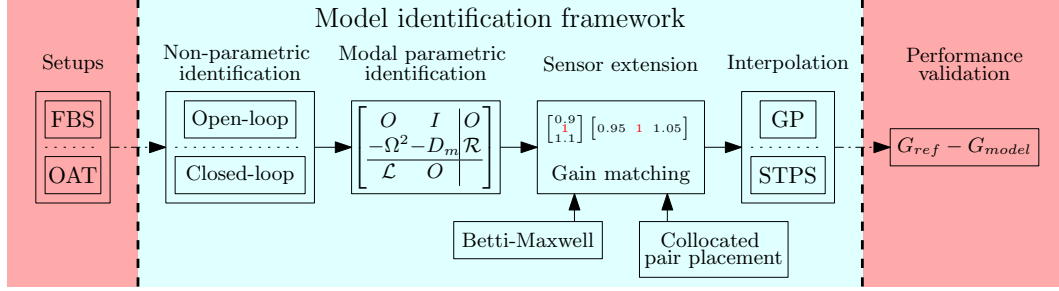 Model identification framework
Setups
FBS
OAT
Non-parametric
identification
Open-loop
Closed-loop
Modal parametric
identification
O I O
−Ω² −Dₘ ℛ
ℒ O
Sensor extension
0.9
1
1.1
0.95 1 1.05
Gain matching
Betti-Maxwell
Collocated
pair placement
Interpolation
GP
STPS
Performance
validation
G_ref − G_model